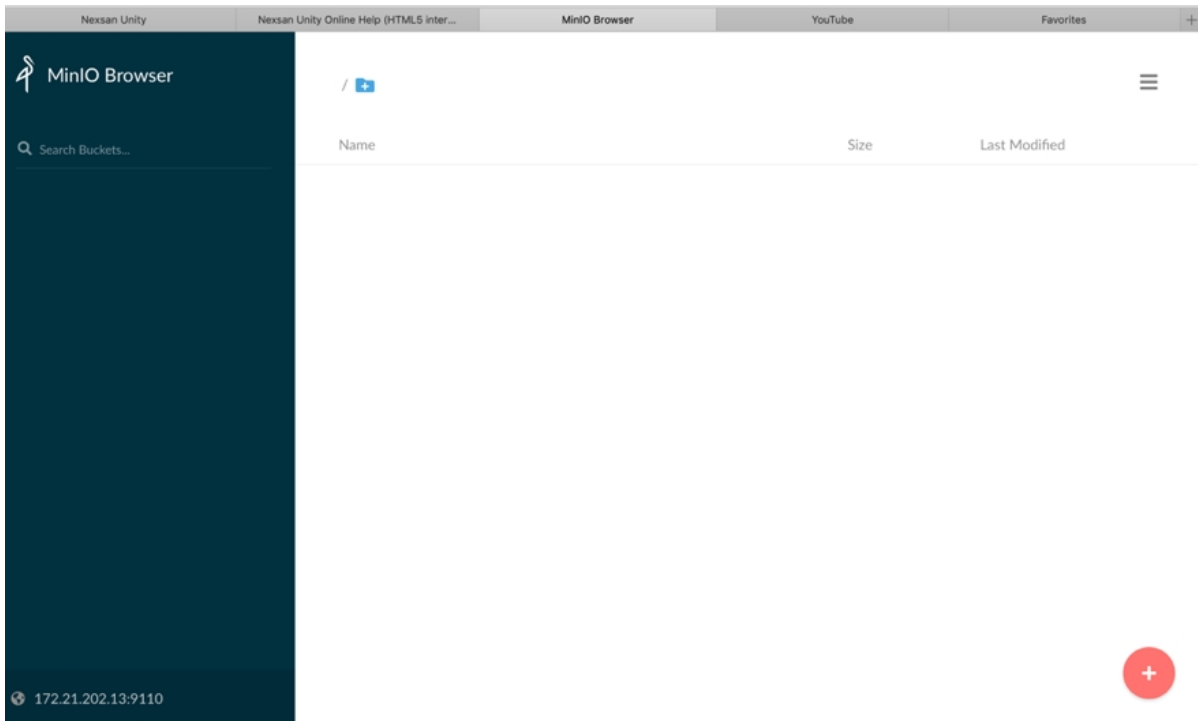 Nexsan Unity
Nexsan Unity Online Help (HTML5 inter...
MinIO Browser
YouTube
Favorites
+
MinIO Browser
Search Buckets...
/
Name
Size
Last Modified
172.21.202.13:9110
+